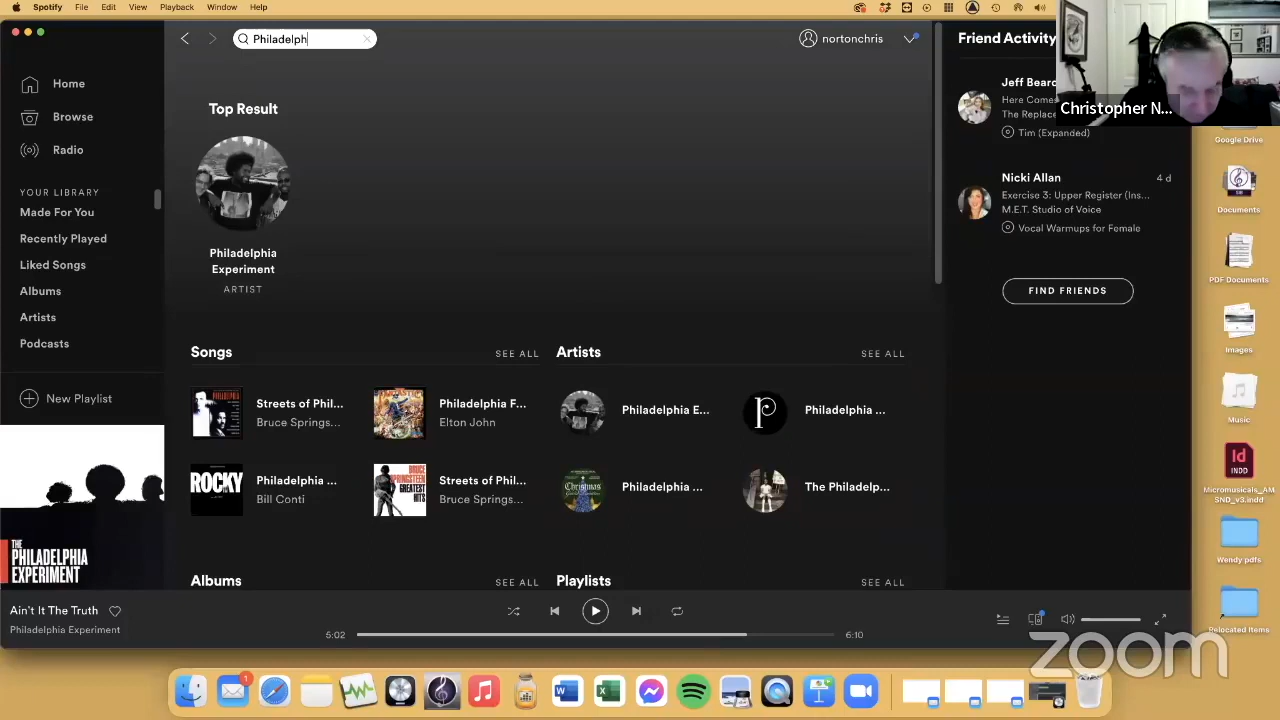 Spotify File Edit View Playback Window Help
Philadelph
nortonchris
Friend Activity
Home
Browse
Radio
YOUR LIBRARY
Made For You
Recently Played
Liked Songs
Albums
Artists
Podcasts
New Playlist
THE
PHILADELPHIA
EXPERIMENT
Top Result
Philadelphia
Experiment
ARTIST
Songs
SEE ALL
Streets of Phil...
Bruce Springs...
Philadelphia F...
Elton John
ROCKY
Philadelphia ...
Bill Conti
Streets of Phil...
Bruce Springs...
Artists
SEE ALL
Philadelphia E...
Philadelphia ...
Philadelphia ...
The Philadelp...
Albums
SEE ALL
Playlists
SEE ALL
Jeff Beard
Here Comes
The Replace
Tim (Expanded)
Nicki Allan
4 d
Exercise 3: Upper Register (Ins...
M.E.T. Studio of Voice
Vocal Warmups for Female
FIND FRIENDS
Christopher N...
Google Drive
Documents
PDF Documents
Images
Music
Id
INDD
Micromusicals_AM
SND_v3.indd
Wendy pdfs
Relocated Items
Ain't It The Truth
Philadelphia Experiment
5:02
6:10
zoom
1